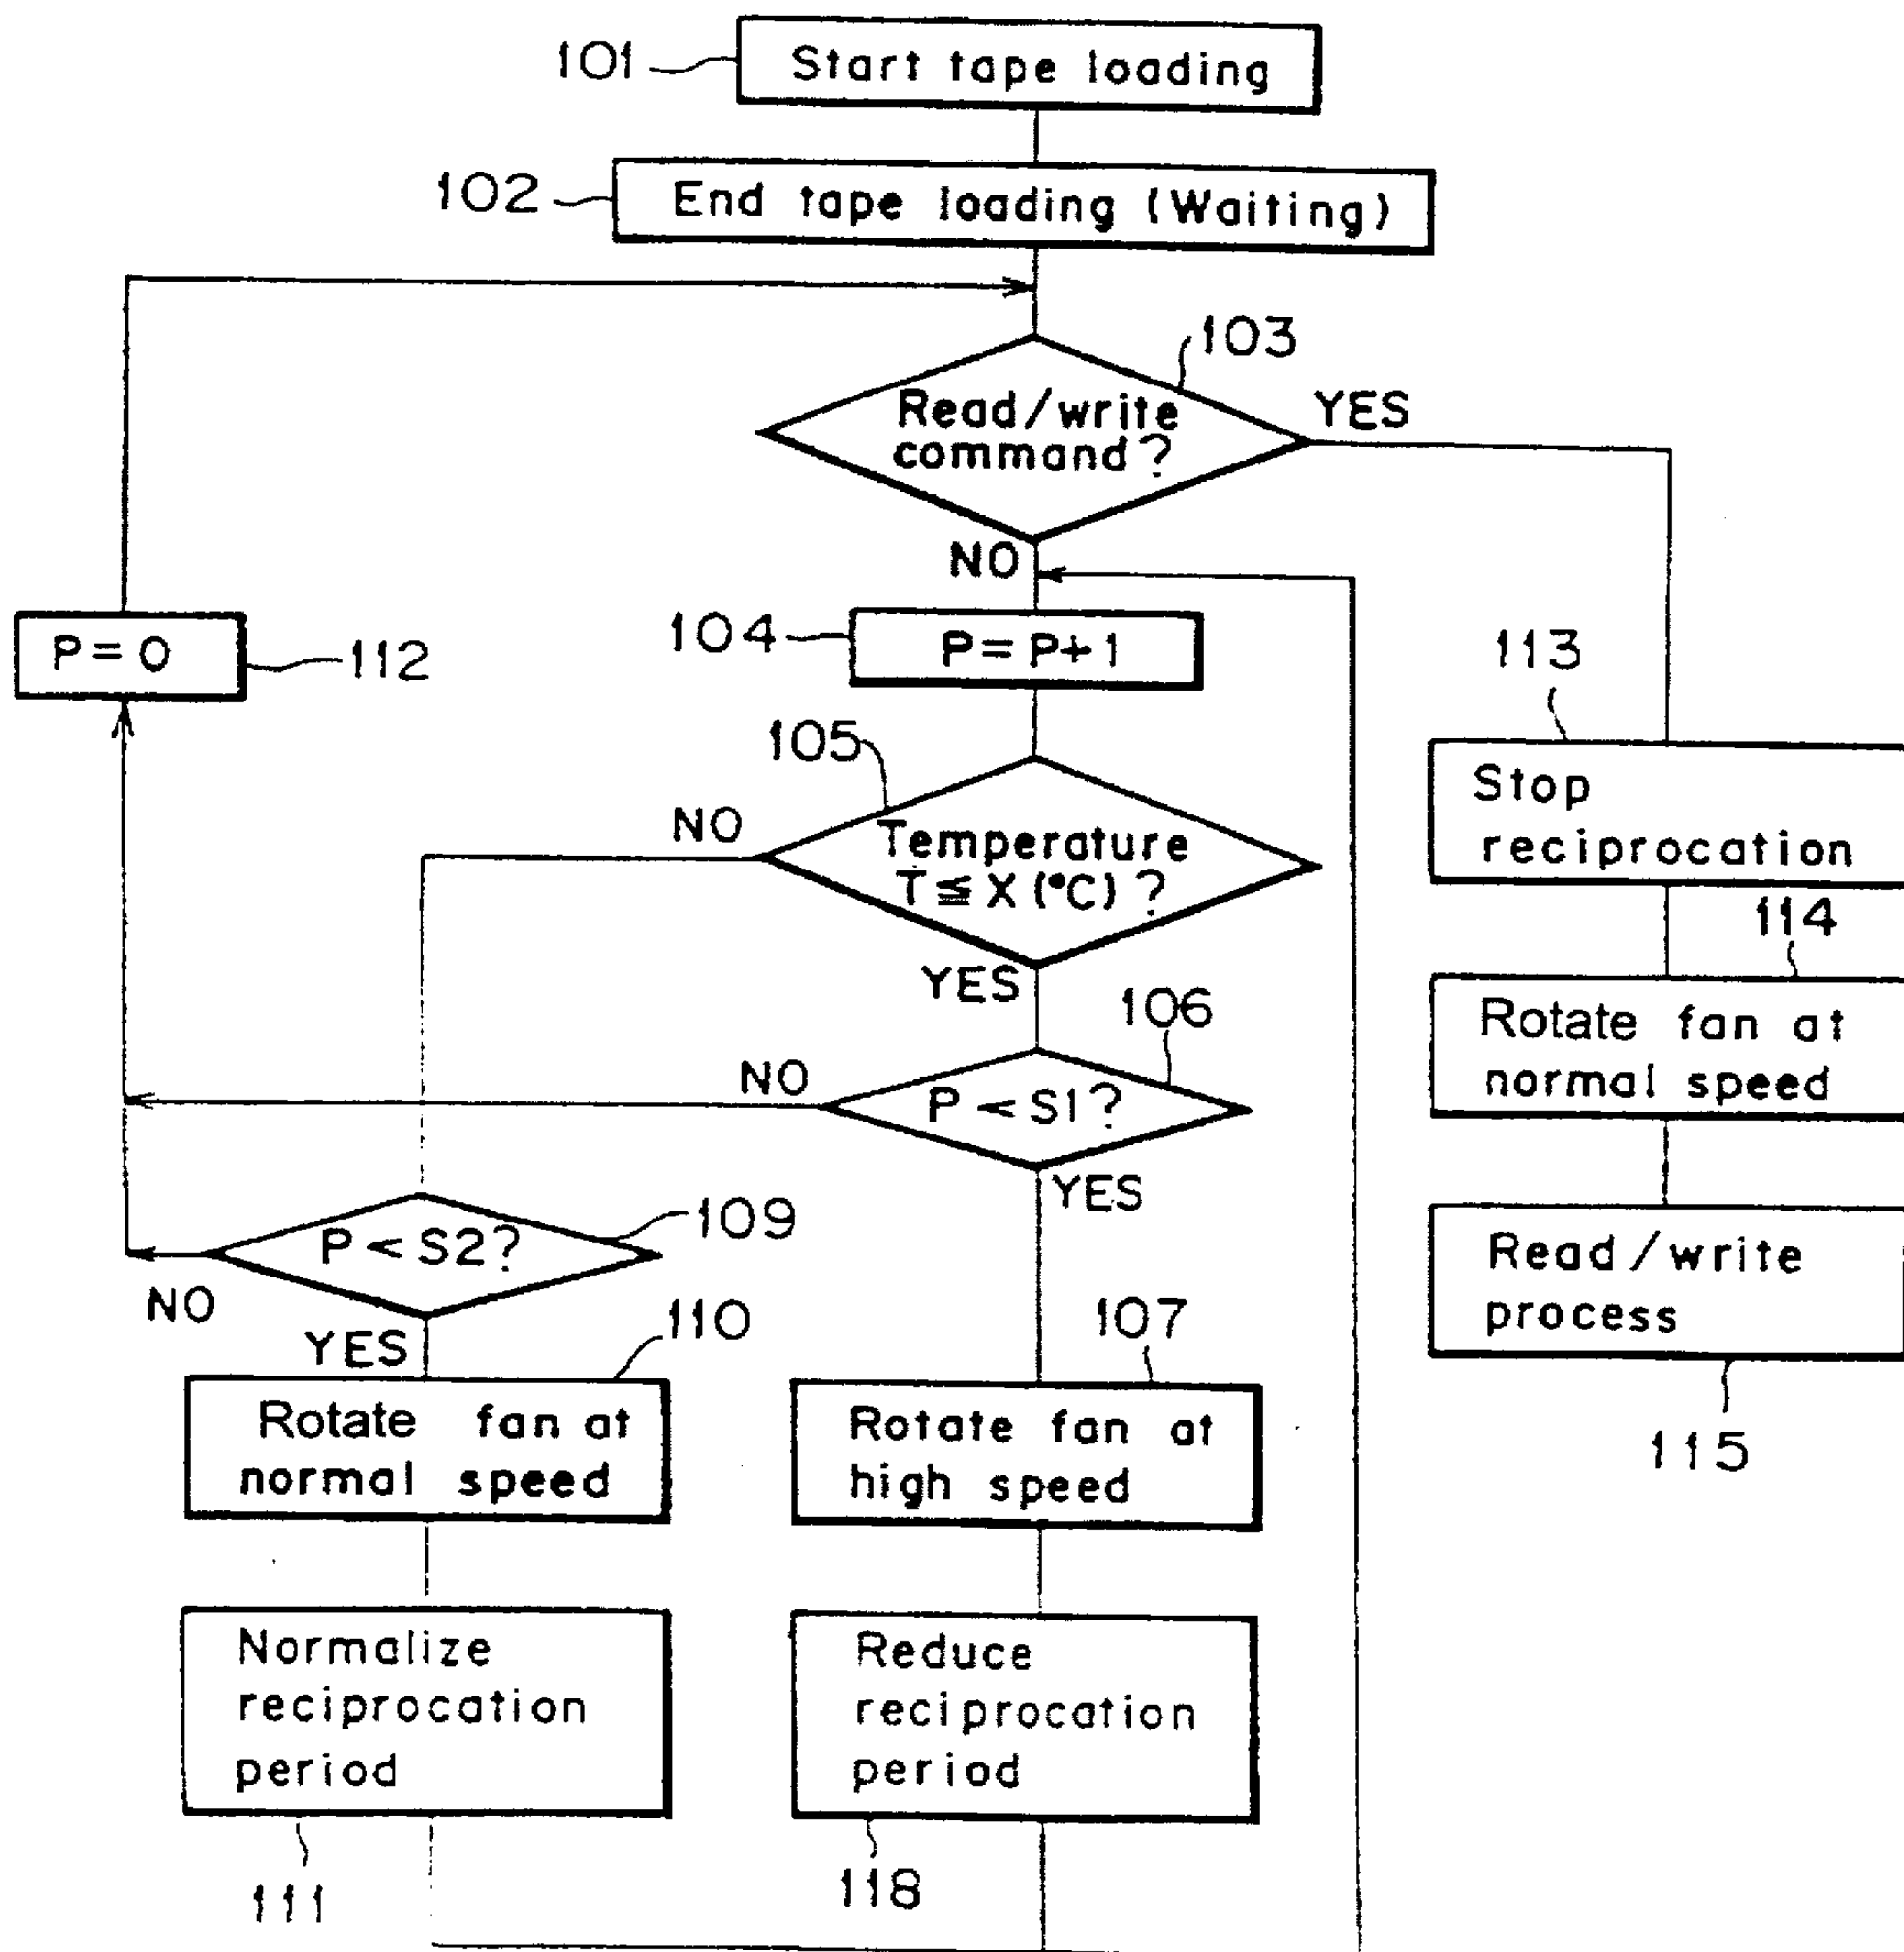 101
Start tape loading
102
End tape loading (Waiting)
103
Read/write
command?
YES
NO
104
P=P+1
P=0
112
105
NO
Temperature
T≦X(°C)?
YES
106
NO
P<S1?
YES
109
P<S2?
NO
YES
110
Rotate fan at
normal speed
107
Rotate fan at
high speed
Normalize
reciprocation
period
111
Reduce
reciprocation
period
118
113
Stop
reciprocation
114
Rotate fan at
normal speed
Read/write
process
115